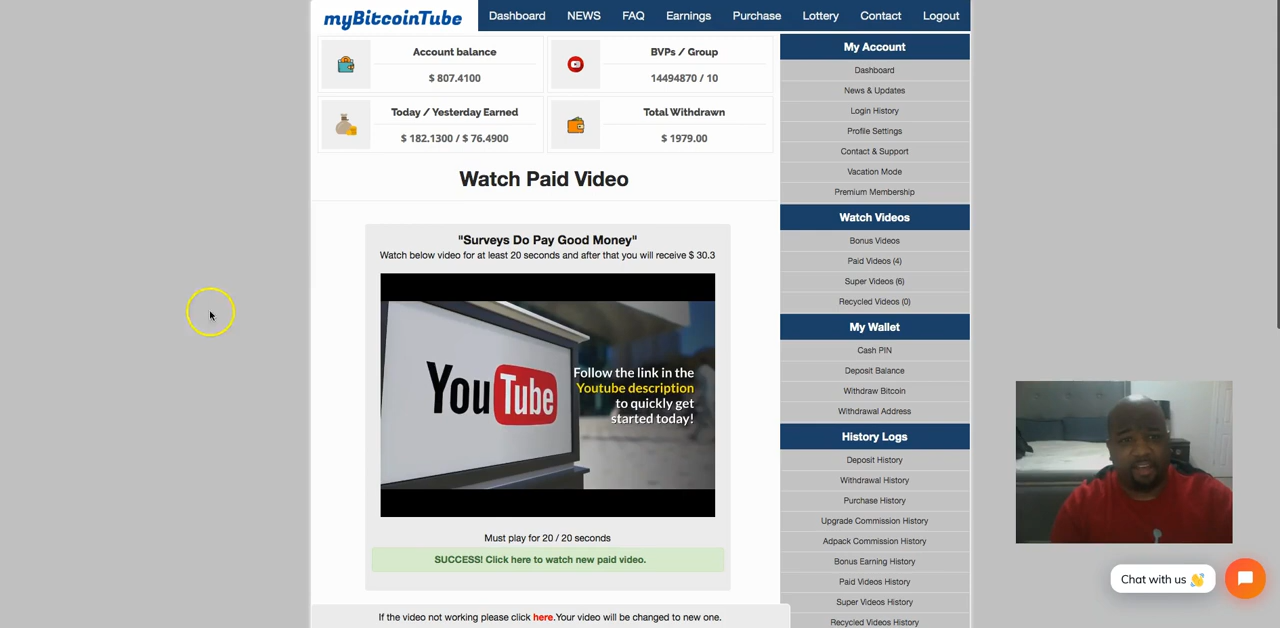 myBitcoinTube
Dashboard NEWS FAQ Earnings Purchase Lottery Contact Logout
Account balance
$ 807.4100
BVPs / Group
14494870 / 10
Today / Yesterday Earned
$ 182.1300 / $ 76.4900
Total Withdrawn
$ 1979.00
Watch Paid Video
"Surveys Do Pay Good Money"
Watch below video for at least 20 seconds and after that you will receive $ 30.3
YouTube
Follow the link in the
Youtube description
to quickly get
started today!
Must play for 20 / 20 seconds
SUCCESS! Click here to watch new paid video.
If the video not working please click here.Your video will be changed to new one.
My Account
Dashboard
News & Updates
Login History
Profile Settings
Contact & Support
Vacation Mode
Premium Membership
Watch Videos
Bonus Videos
Paid Videos (4)
Super Videos (6)
Recycled Videos (0)
My Wallet
Cash PIN
Deposit Balance
Withdraw Bitcoin
Withdrawal Address
History Logs
Deposit History
Withdrawal History
Purchase History
Upgrade Commission History
Adpack Commission History
Bonus Earning History
Paid Videos History
Super Videos History
Recycled Videos History
Chat with us 👋